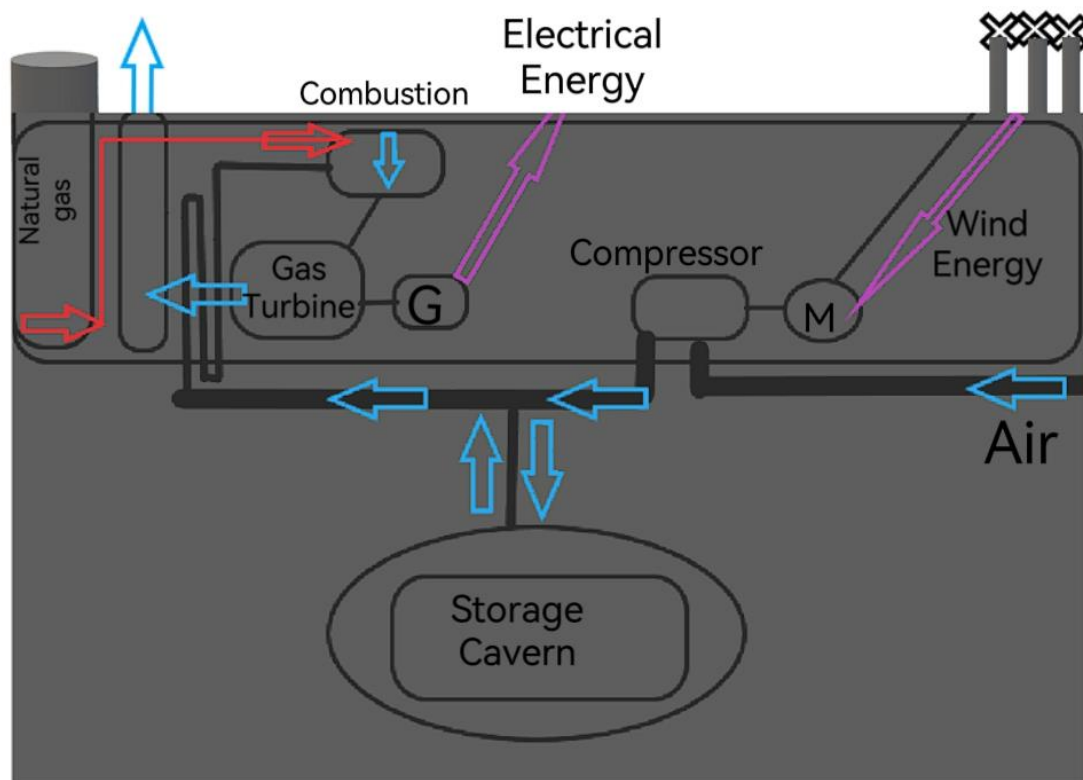 Electrical
Energy
Combustion
Natural
gas
Gas
Turbine
G
Compressor
M
Wind
Energy
Air
Storage
Cavern